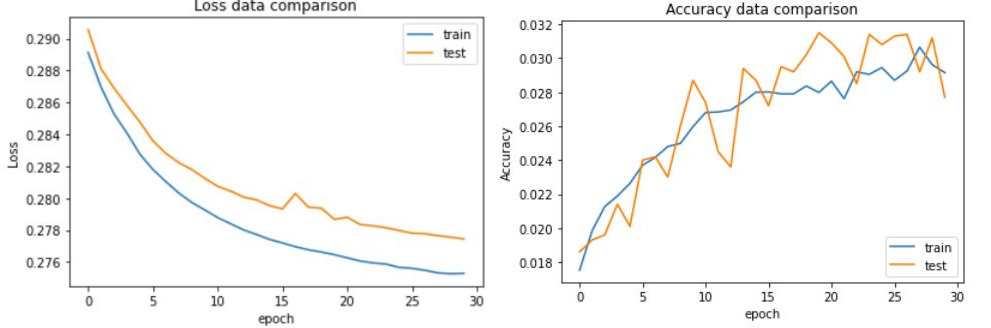 Loss data comparison
0.290
0.288
0.286
0.284
0.282
0.280
0.278
0.276
Loss
train
test
0 5 10 15 20 25 30
epoch
Accuracy data comparison
0.032
0.030
0.028
0.026
0.024
0.022
0.020
0.018
Accuracy
train
test
0 5 10 15 20 25 30
epoch